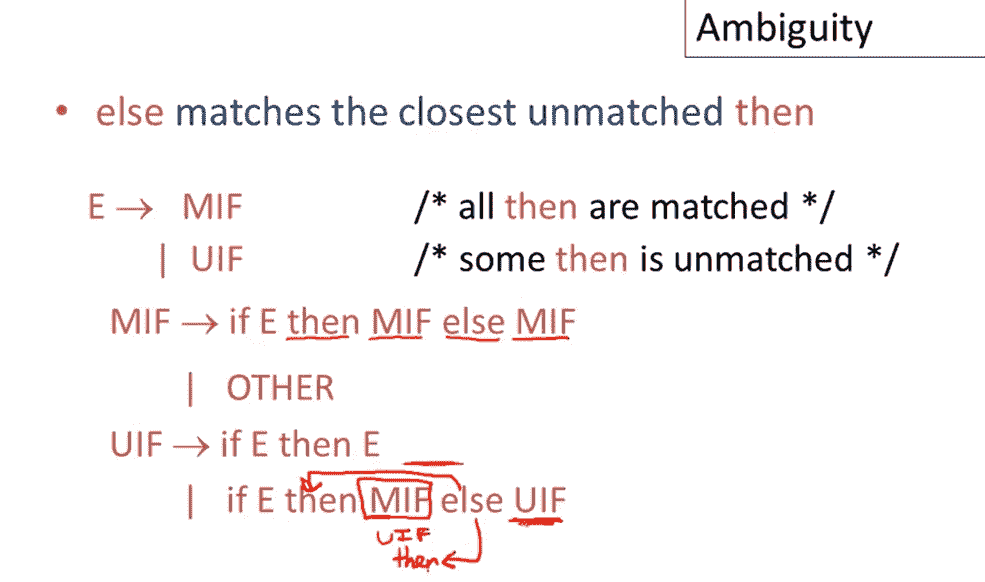 Ambiguity
• else matches the closest unmatched then
E → MIF /* all then are matched */
| UIF /* some then is unmatched */
MIF → if E then MIF else MIF
| OTHER
UIF → if E then E
| if E then MIF else UIF
UIF
then